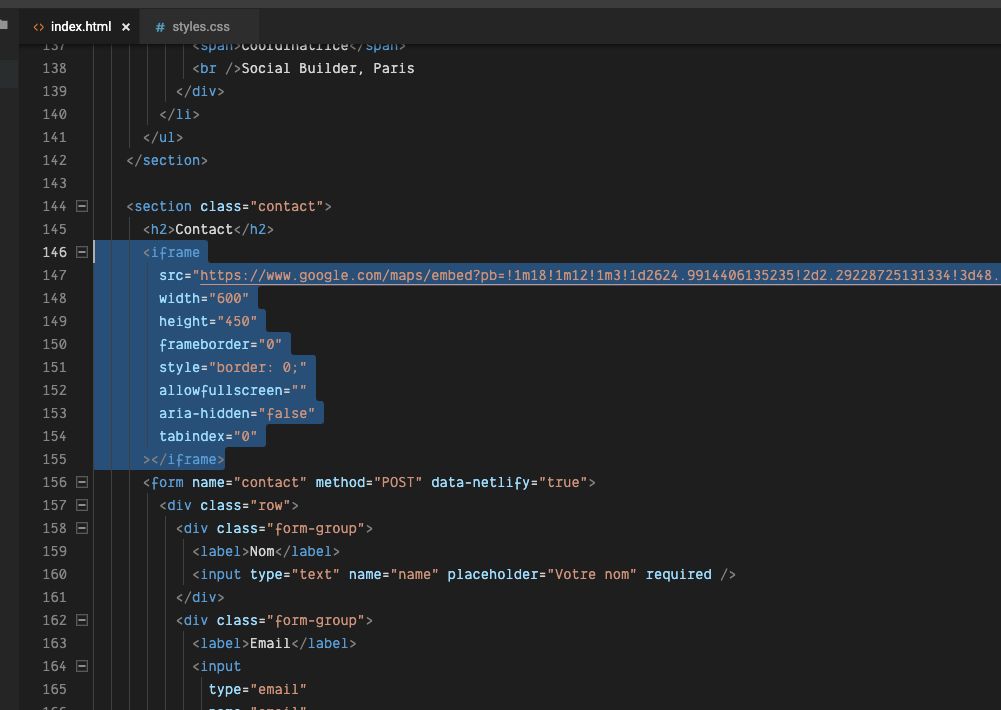 index.html ×
# styles.css
137 <span>Coordinatrice</span>
138 <br />Social Builder, Paris
139 </div>
140 </li>
141 </ul>
142 </section>
143
144 <section class="contact">
145 <h2>Contact</h2>
146 <iframe
147 src="https://www.google.com/maps/embed?pb=!1m18!1m12!1m3!1d2624.9914406135235!2d2.29228725131334!3d48.
148 width="600"
149 height="450"
150 frameborder="0"
151 style="border: 0;"
152 allowfullscreen=""
153 aria-hidden="false"
154 tabindex="0"
155 ></iframe>
156 <form name="contact" method="POST" data-netlify="true">
157 <div class="row">
158 <div class="form-group">
159 <label>Nom</label>
160 <input type="text" name="name" placeholder="Votre nom" required />
161 </div>
162 <div class="form-group">
163 <label>Email</label>
164 <input
165 type="email"
166 name="email"